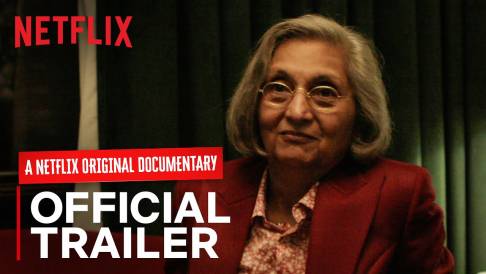 NETFLIX
A NETFLIX ORIGINAL DOCUMENTARY
OFFICIAL
TRAILER